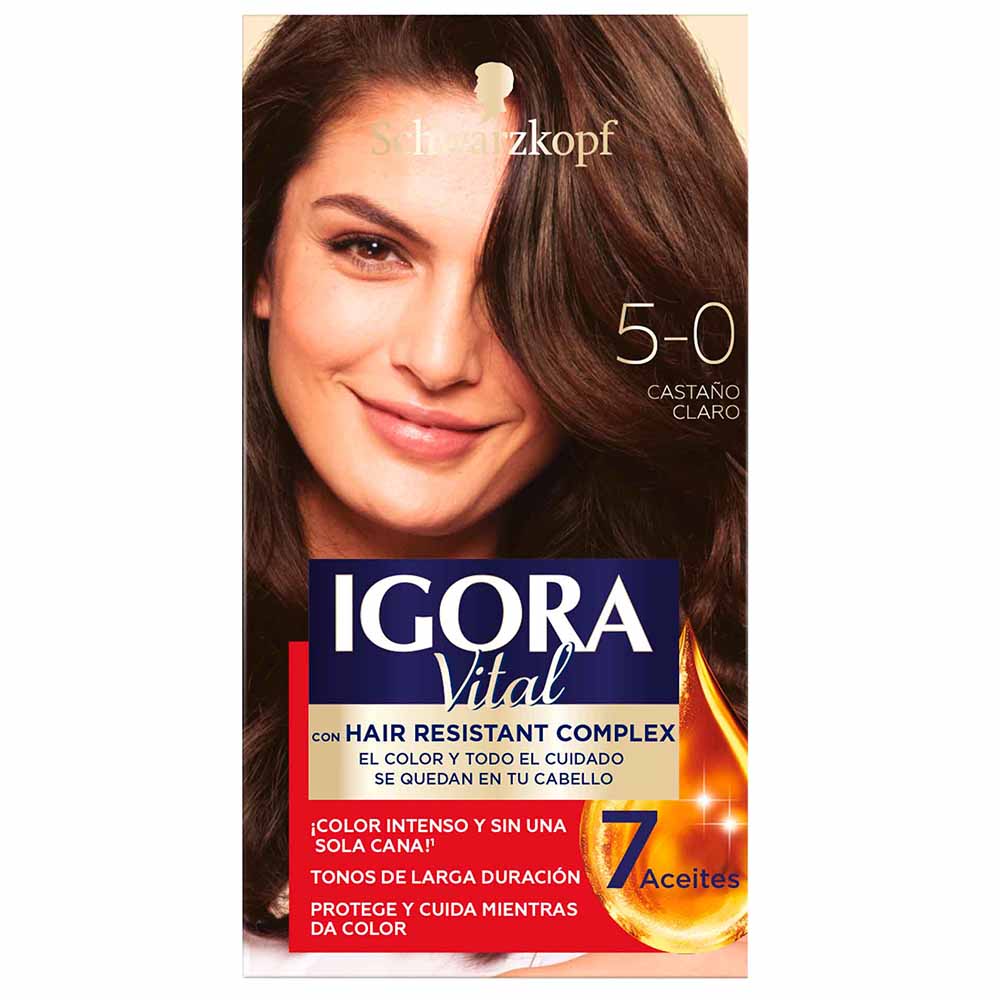 Schwarzkopf
5-0
CASTAÑO
CLARO
IGORA
Vital
CON HAIR RESISTANT COMPLEX
EL COLOR Y TODO EL CUIDADO
SE QUEDAN EN TU CABELLO
¡COLOR INTENSO Y SIN UNA
SOLA CANA!¹
TONOS DE LARGA DURACIÓN
PROTEGE Y CUIDA MIENTRAS
DA COLOR
7
Aceites